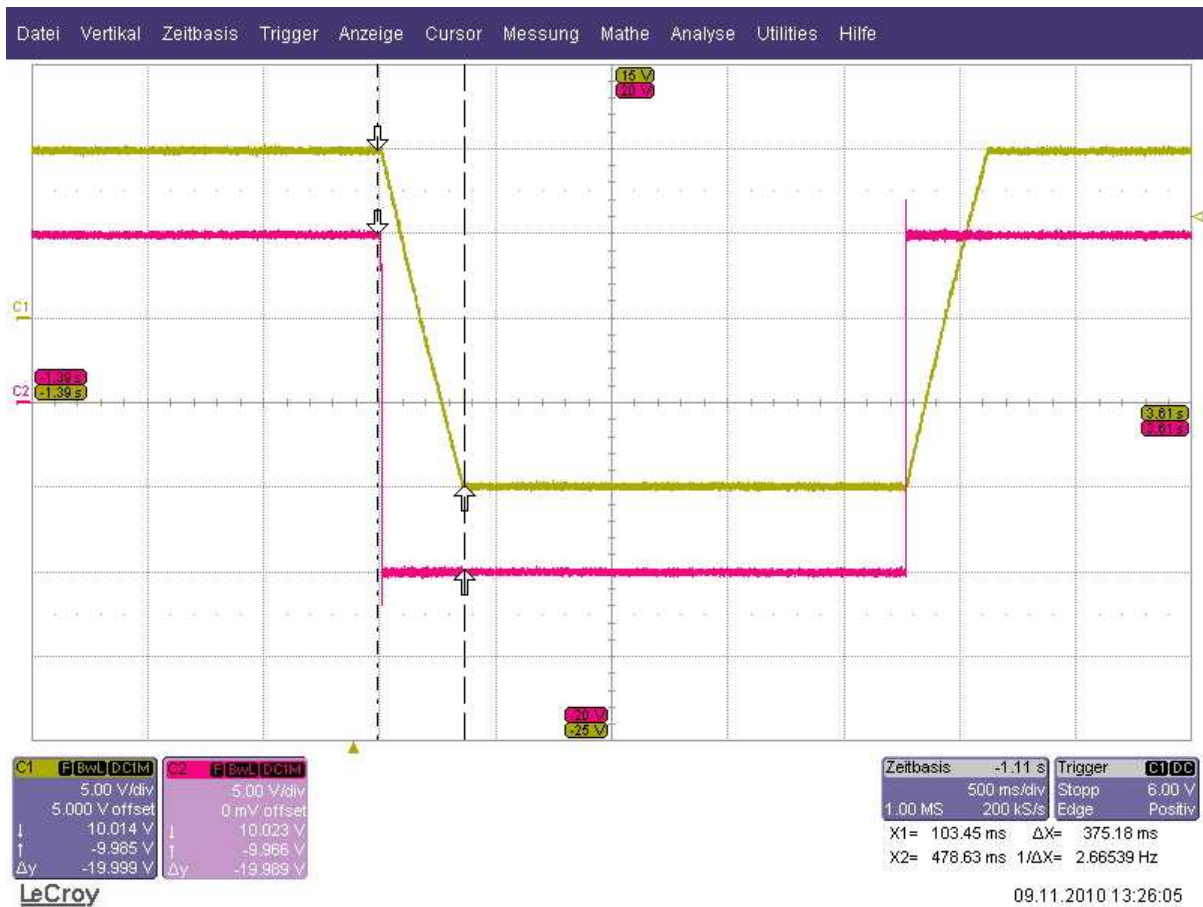 Datei Vertikal Zeitbasis Trigger Anzeige Cursor Messung Mathe Analyse Utilities Hilfe
15 V
20 V
C1
-1.39 s
C2
-1.39 s
3.61 s
3.61 s
-20 V
-25 V
C1 F BwL DC1M
5.00 V/div
5.000 V offset
↓ 10.014 V
↑ -9.985 V
Δy -19.999 V
C2 F BwL DC1M
5.00 V/div
0 mV offset
↓ 10.023 V
↑ -9.966 V
Δy -19.989 V
Zeitbasis -1.11 s
500 ms/div
1.00 MS 200 kS/s
Trigger C1 DC
Stopp 6.00 V
Edge Positiv
X1= 103.45 ms ΔX= 375.18 ms
X2= 478.63 ms 1/ΔX= 2.66539 Hz
LeCroy
09.11.2010 13:26:05